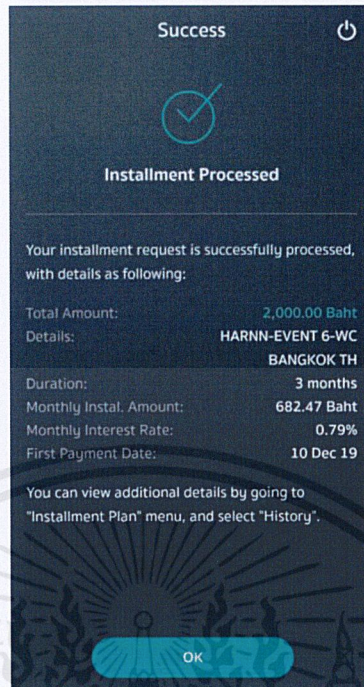 Success
Installment Processed
Your installment request is successfully processed,
with details as following:
Total Amount: 2,000.00 Baht
Details: HARNN-EVENT 6-WC
BANGKOK TH
Duration: 3 months
Monthly Instal. Amount: 682.47 Baht
Monthly Interest Rate: 0.79%
First Payment Date: 10 Dec 19
You can view additional details by going to
"Installment Plan" menu, and select "History".
OK